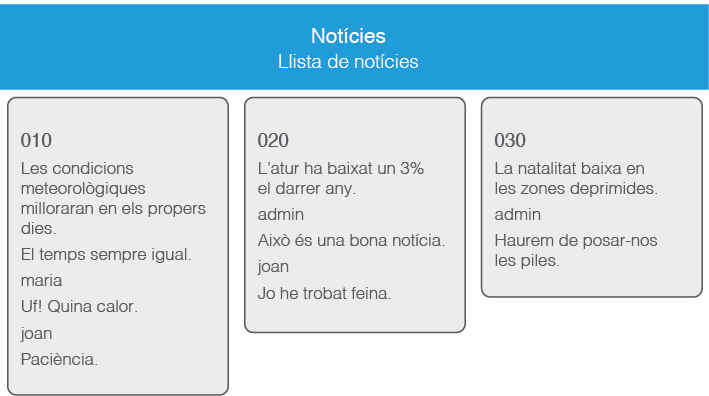 Notícies
Llista de notícies
010
Les condicions
meteorològiques
milloraran en els propers
dies.
El temps sempre igual.
maria
Uf! Quina calor.
joan
Paciència.
020
L’atur ha baixat un 3%
el darrer any.
admin
Això és una bona notícia.
joan
Jo he trobat feina.
030
La natalitat baixa en
les zones deprimides.
admin
Haurem de posar-nos
les piles.